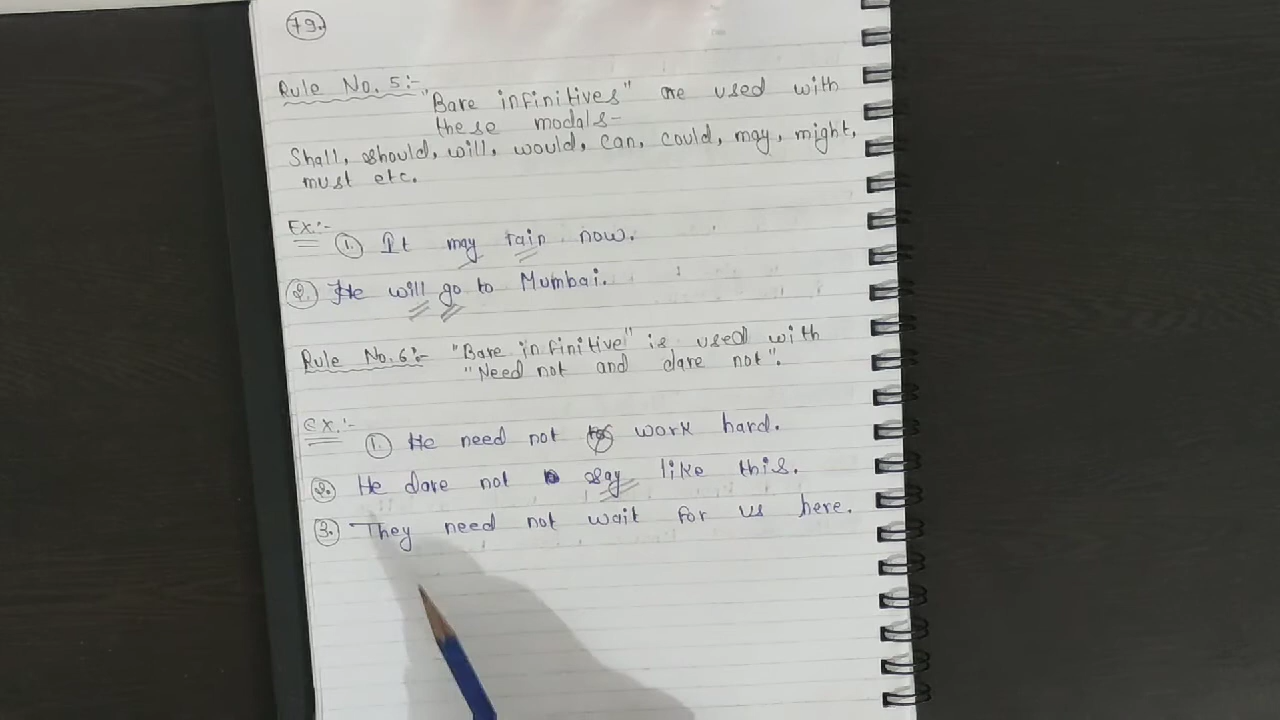 79.
Rule No. 5:-
"Bare infinitives" are used with
these modals-
Shall, should, will, would, can, could, may, might,
must etc.
Ex:-
1. It may rain now.
2. He will go to Mumbai.
Rule No. 6:- "Bare infinitive" is used with
"Need not and dare not".
Ex:-
1. He need not work hard.
2. He dare not say like this.
3. They need not wait for us here.